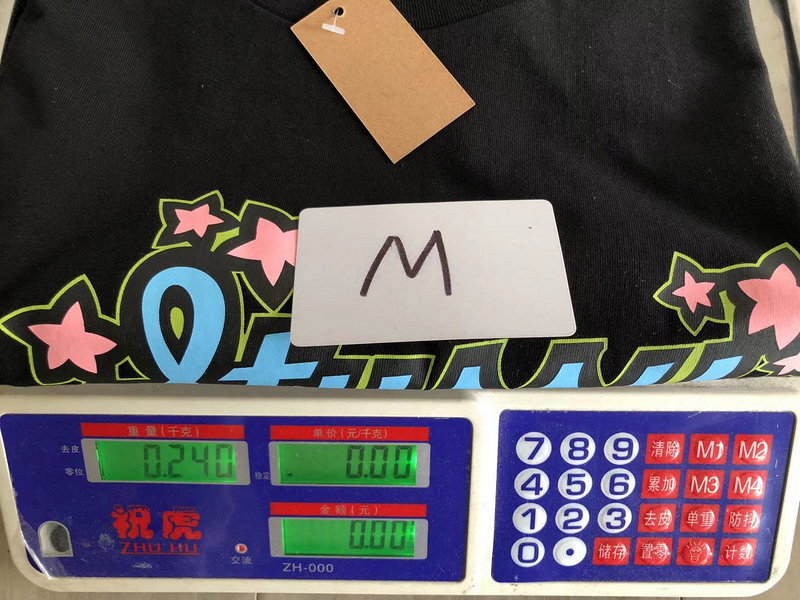 M
重量(千克)
单价(元/千克)
去皮
零位
0.240
稳定
0.00
金额(元)
0.00
祝虎
ZHU HU
交流
ZH-000
7 8 9 清除 M1 M2
4 5 6 累加 M3 M4
1 2 3 去皮 单重 防抖
0 • 储存 置零 计数